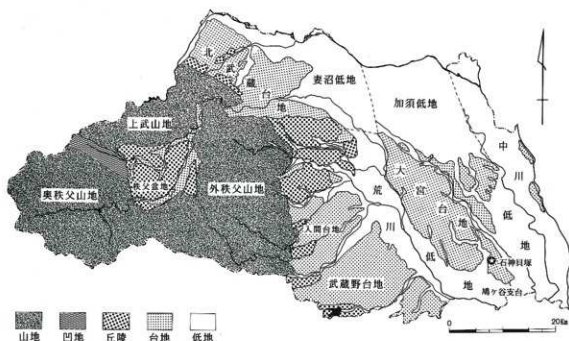 北武蔵台地
妻沼低地
加須低地
中川低地
上武山地
奥秩父山地
秩父盆地
外秩父山地
大宮台地
荒川低地
入間台地
武蔵野台地
石神貝塚
鳩ヶ谷支台
山地 凹地 丘陵 台地 低地
0 20Km